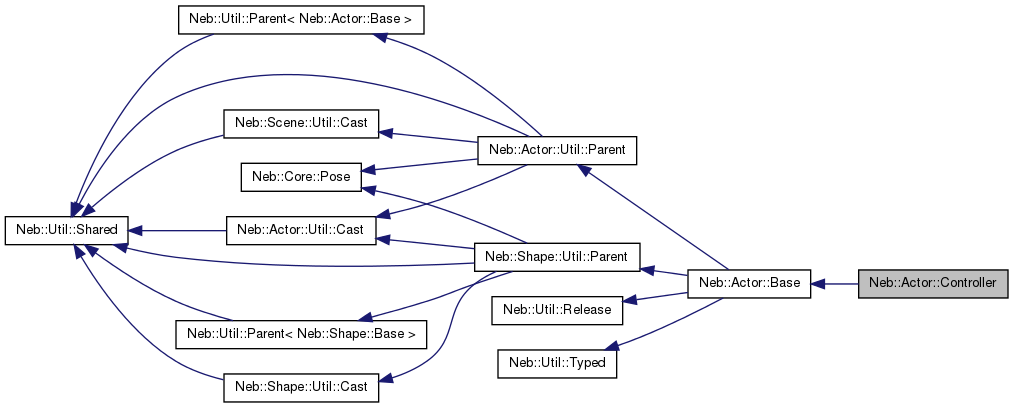 Neb::Util::Parent< Neb::Actor::Base >
Neb::Scene::Util::Cast
Neb::Actor::Util::Parent
Neb::Core::Pose
Neb::Util::Shared
Neb::Actor::Util::Cast
Neb::Shape::Util::Parent
Neb::Actor::Base
Neb::Actor::Controller
Neb::Util::Release
Neb::Util::Parent< Neb::Shape::Base >
Neb::Util::Typed
Neb::Shape::Util::Cast